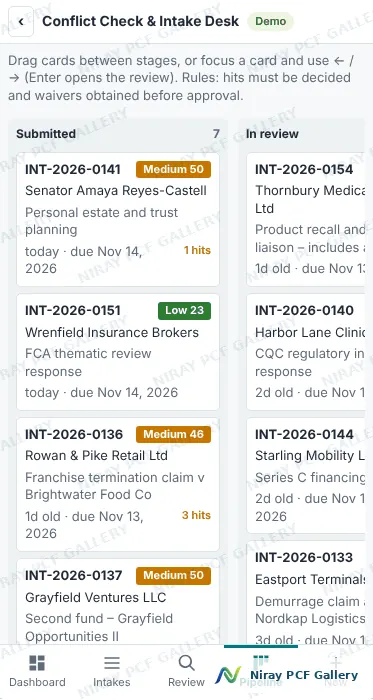 Conflict Check & Intake Desk Demo
Drag cards between stages, or focus a card and use ← /
→ (Enter opens the review). Rules: hits must be decided
and waivers obtained before approval.
Submitted 7
INT-2026-0141 Medium 50
Senator Amaya Reyes-Castell
Personal estate and trust
planning
today · due Nov 14,
2026
1 hits
INT-2026-0151 Low 23
Wrenfield Insurance Brokers
FCA thematic review
response
today · due Nov 14, 2026
INT-2026-0136 Medium 46
Rowan & Pike Retail Ltd
Franchise termination claim v
Brightwater Food Co
1d old · due Nov 13,
2026
3 hits
INT-2026-0137 Medium 50
Grayfield Ventures LLC
Second fund – Grayfield
Opportunities II
In review
INT-2026-0154
Thornbury Medica
Ltd
Product recall and
liaison – includes
1d old · due Nov 13
INT-2026-0140
Harbor Lane Clinic
CQC regulatory in
response
2d old · due Nov 1
INT-2026-0144
Starling Mobility L
Series C financing
2d old · due Nov 1
2026
INT-2026-0133
Eastport Terminals
Demurrage claim
Nordkap Logistics
3d old · due Nov 1
Dashboard
Intakes
Review
Pipeline
New
Niray PCF Gallery
NIRAY PCF GALLERY